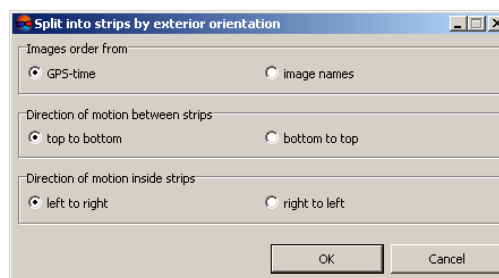 Split into strips by exterior orientation
Images order from
GPS-time image names
Direction of motion between strips
top to bottom bottom to top
Direction of motion inside strips
left to right right to left
OK Cancel